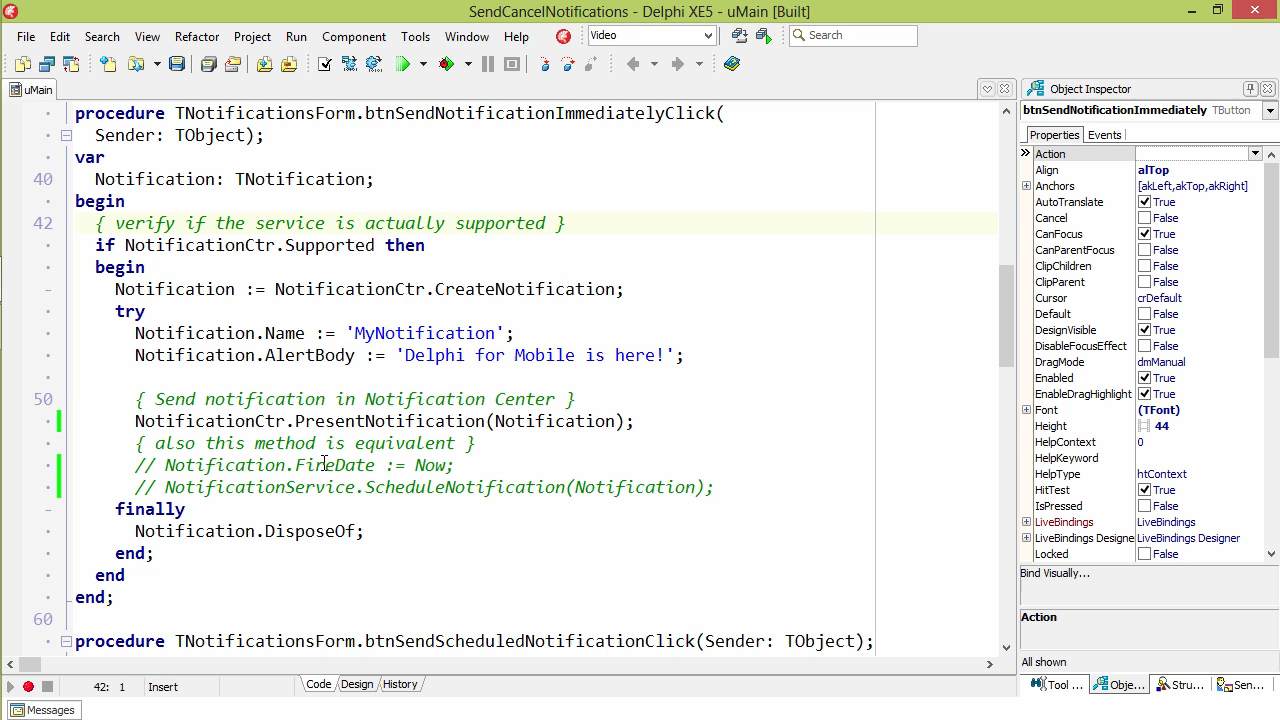 SendCancelNotifications - Delphi XE5 - uMain [Built]
File Edit Search View Refactor Project Run Component Tools Window Help Video Search
uMain
procedure TNotificationsForm.btnSendNotificationImmediatelyClick(
Sender: TObject);
var
40 Notification: TNotification;
begin
42 { verify if the service is actually supported }
if NotificationCtr.Supported then
begin
Notification := NotificationCtr.CreateNotification;
try
Notification.Name := 'MyNotification';
Notification.AlertBody := 'Delphi for Mobile is here!';
50 { Send notification in Notification Center }
NotificationCtr.PresentNotification(Notification);
{ also this method is equivalent }
// Notification.FireDate := Now;
// NotificationService.ScheduleNotification(Notification);
finally
Notification.DisposeOf;
end;
end
end;
60
procedure TNotificationsForm.btnSendScheduledNotificationClick(Sender: TObject);
42: 1 Insert Code Design History
Messages
Object Inspector
btnSendNotificationImmediately TButton
Properties Events
Action
Align alTop
Anchors [akLeft,akTop,akRight]
AutoTranslate True
Cancel False
CanFocus True
CanParentFocus False
ClipChildren False
ClipParent False
Cursor crDefault
Default False
DesignVisible True
DisableFocusEffect False
DragMode dmManual
Enabled True
EnableDragHighlight True
Font (TFont)
Height 44
HelpContext 0
HelpKeyword
HelpType htContext
HitTest True
IsPressed False
LiveBindings LiveBindings
LiveBindings Designe LiveBindings Designer
Locked False
Bind Visually...
Action
All shown
Tool ... Obje... Stru... Sen...